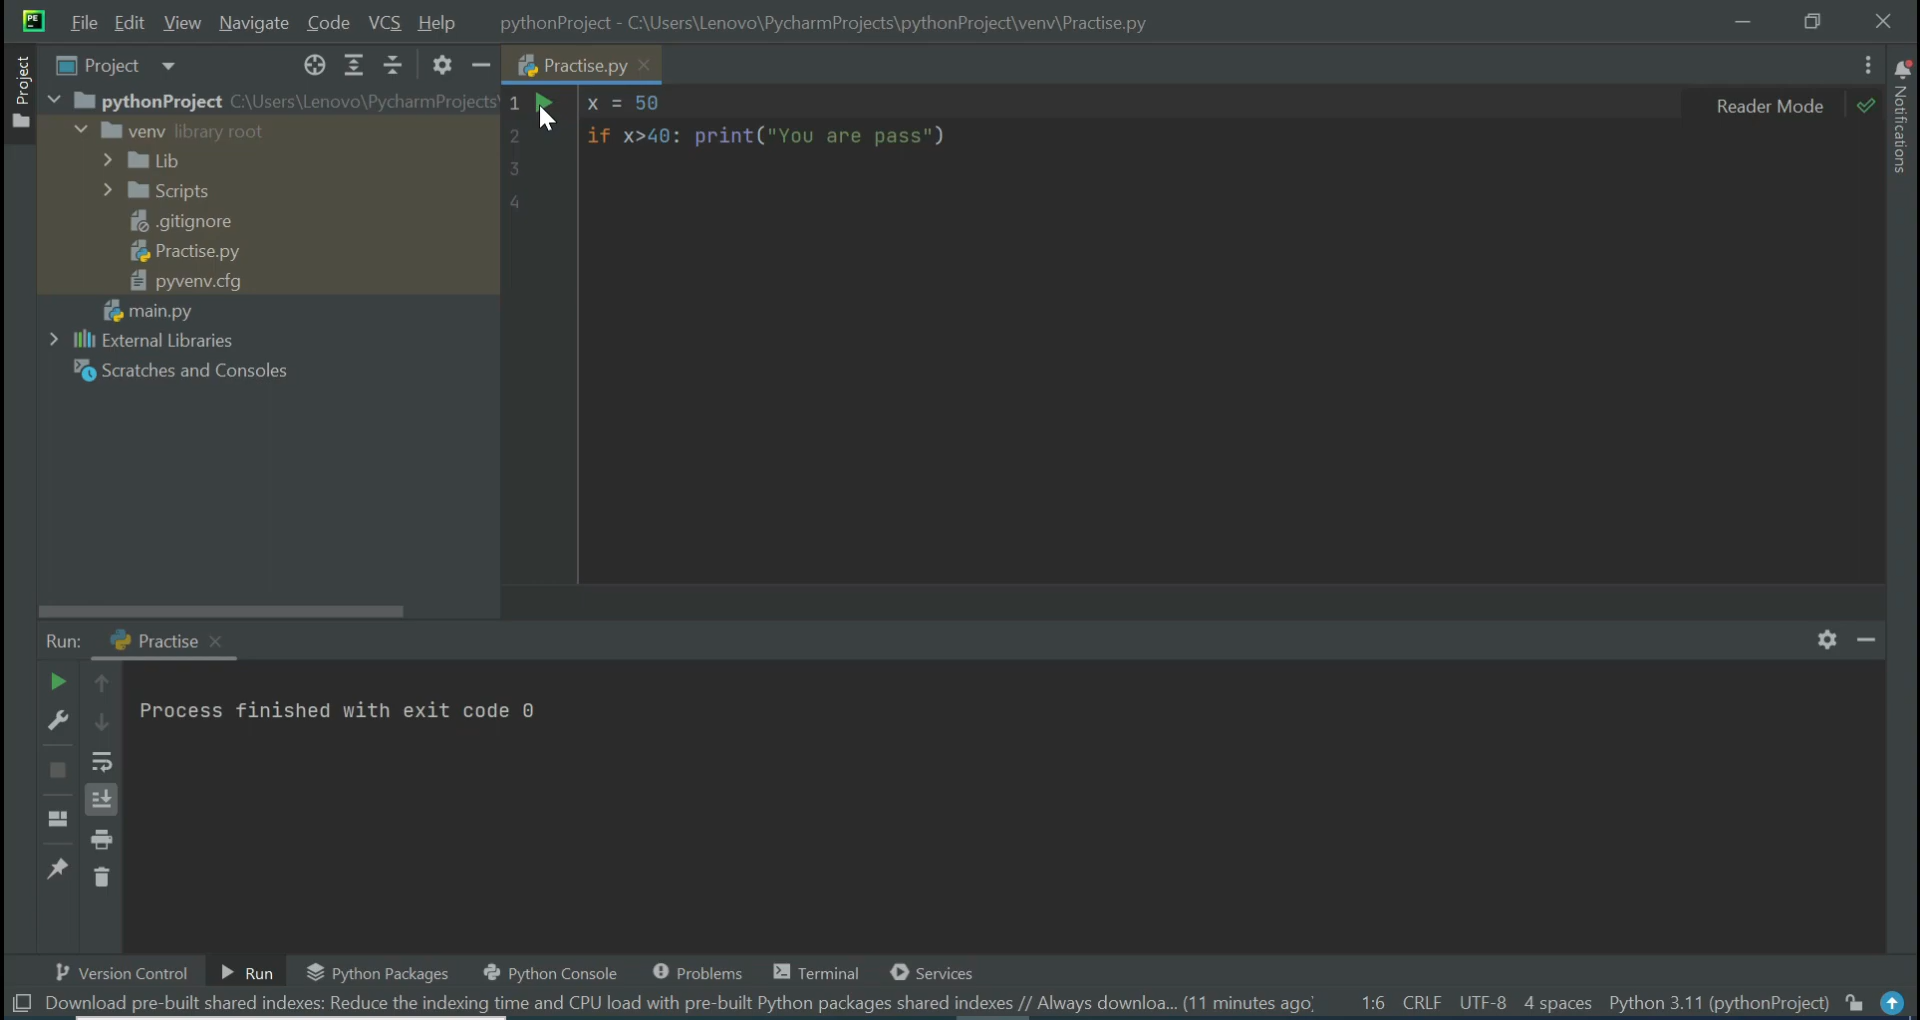 PE File Edit View Navigate Code VCS Help pythonProject - C:\Users\Lenovo\PycharmProjects\pythonProject\venv\Practise.py
Project
Project
Practise.py
pythonProject C:\Users\Lenovo\PycharmProjects\
venv library root
Lib
Scripts
.gitignore
Practise.py
pyvenv.cfg
main.py
External Libraries
Scratches and Consoles
1 x = 50
2 if x>40: print("You are pass")
3
4
Reader Mode
Notifications
Run: Practise
Process finished with exit code 0
Version Control Run Python Packages Python Console Problems Terminal Services
Download pre-built shared indexes: Reduce the indexing time and CPU load with pre-built Python packages shared indexes // Always downloa... (11 minutes ago) 1:6 CRLF UTF-8 4 spaces Python 3.11 (pythonProject)